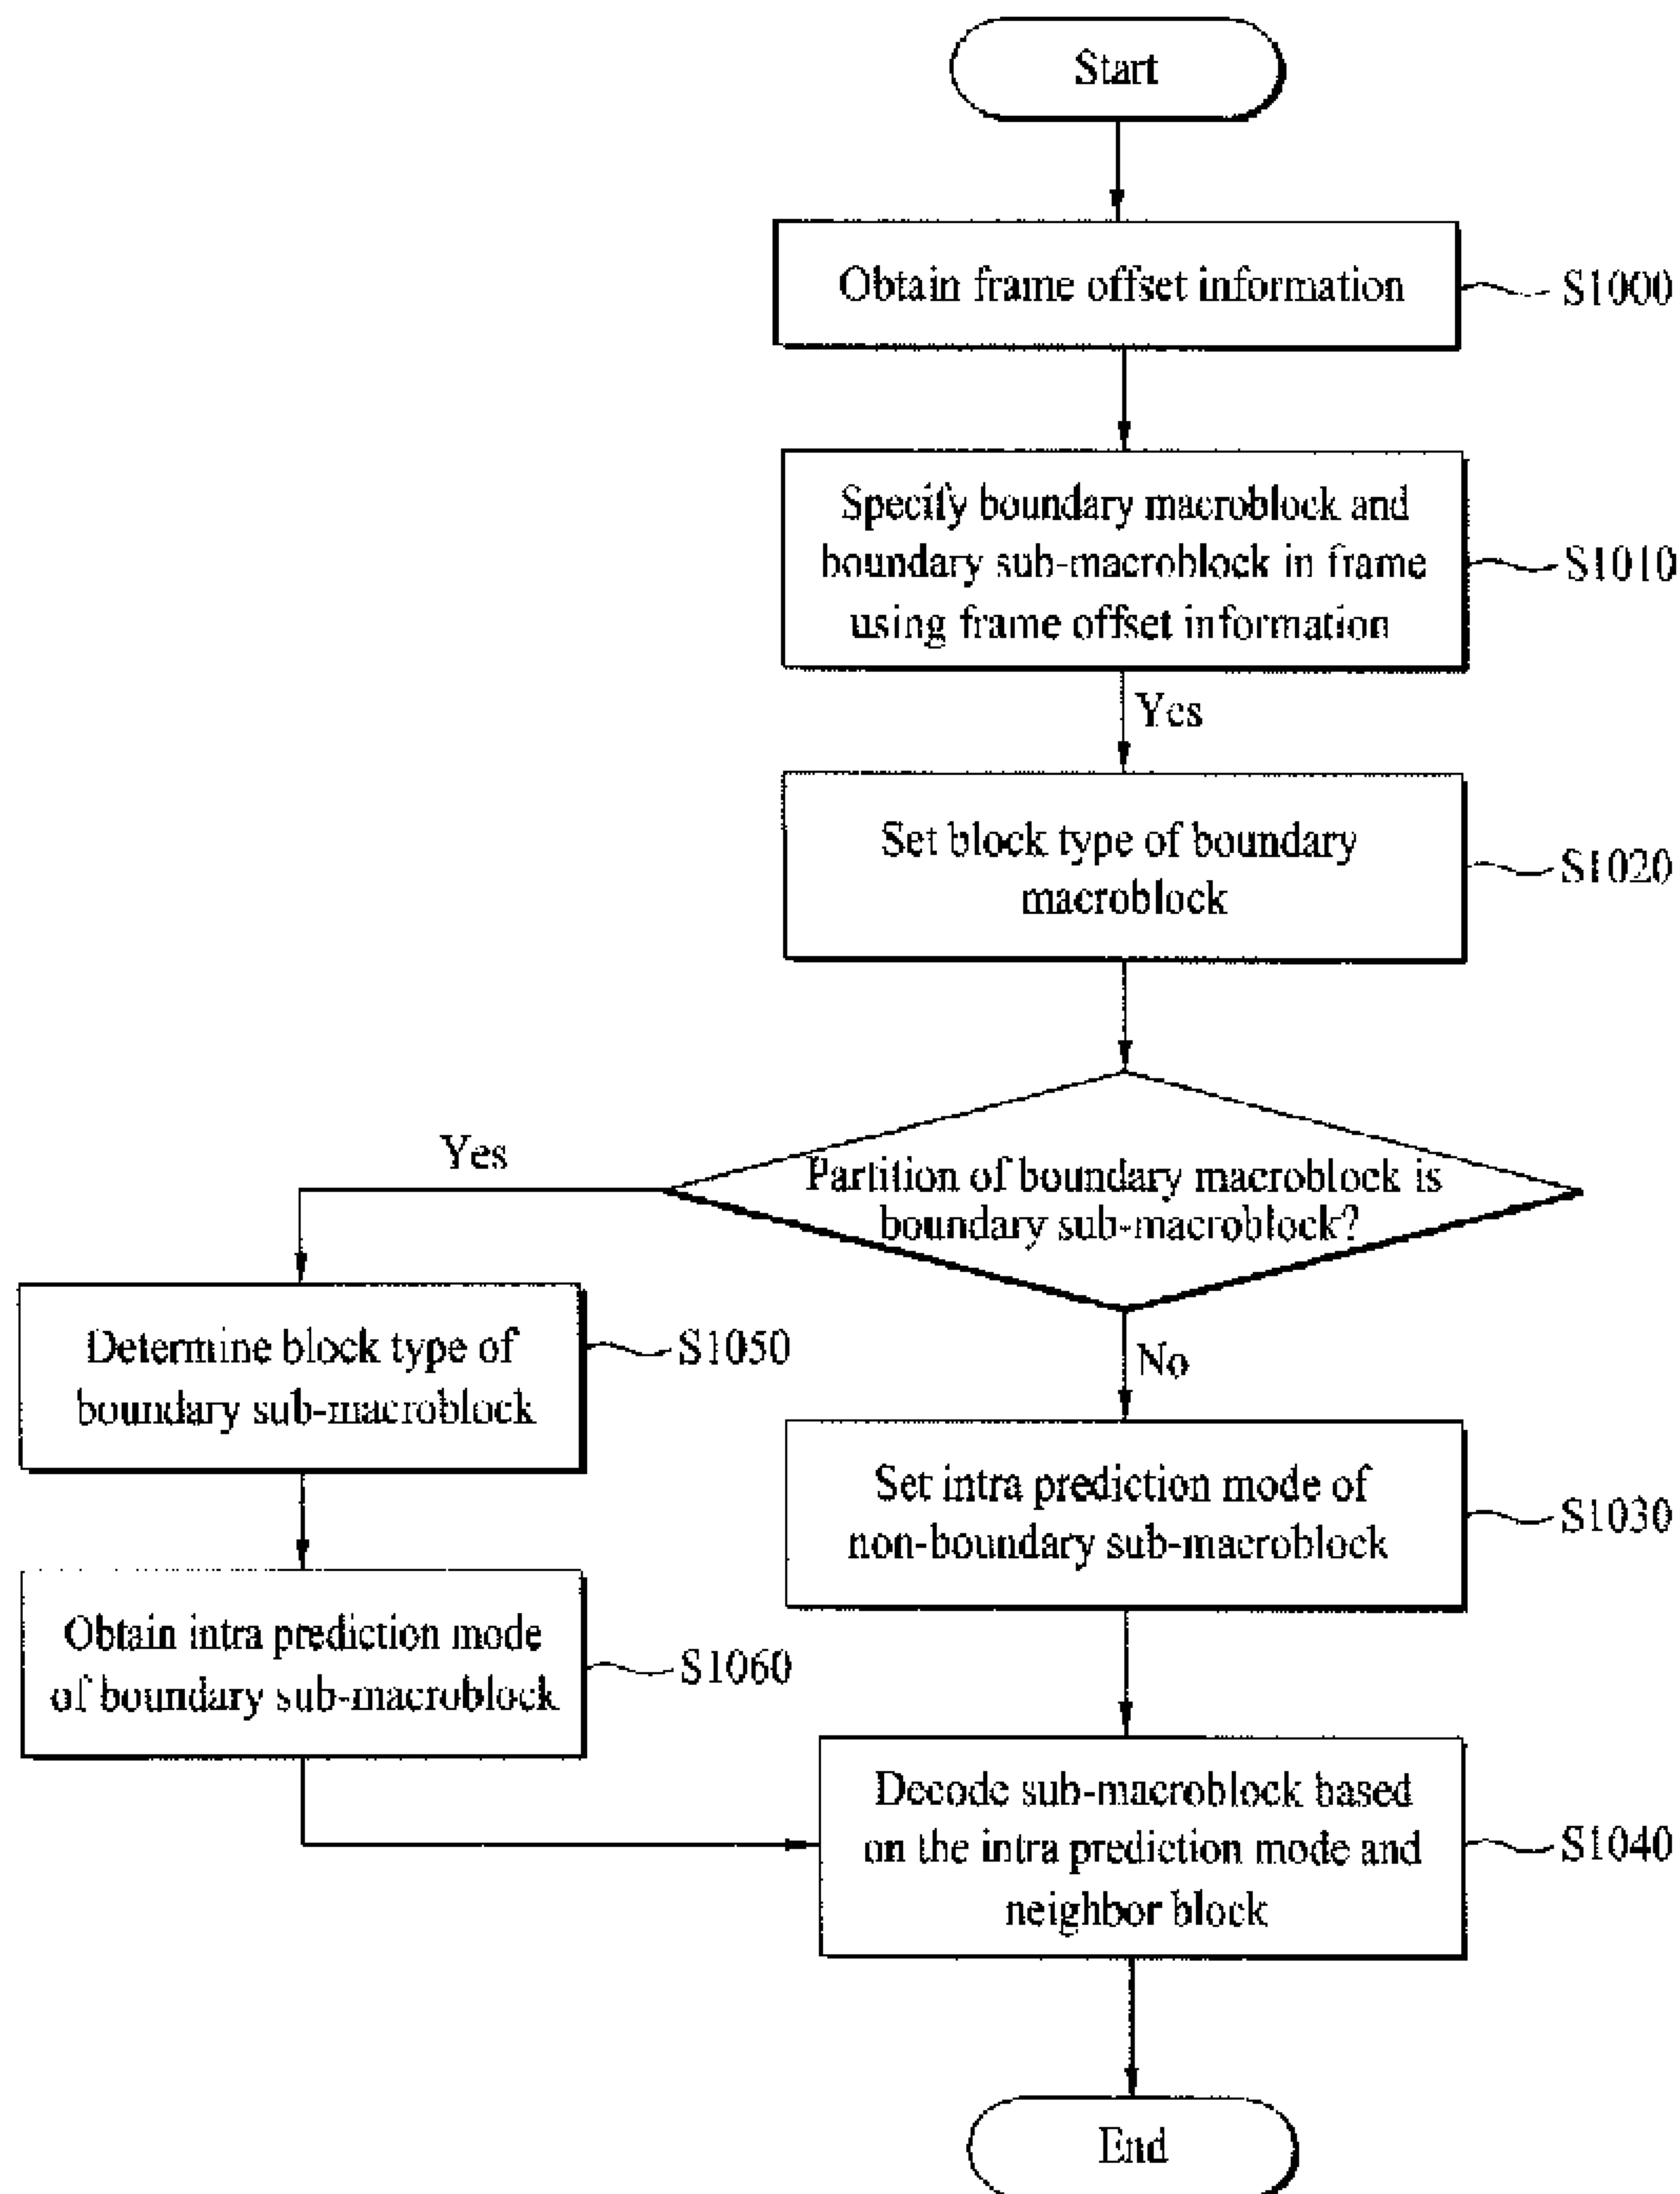 Start
Obtain frame offset information
S1000
Specify boundary macroblock and
boundary sub-macroblock in frame
using frame offset information
S1010
Yes
Set block type of boundary
macroblock
S1020
Partition of boundary macroblock is
boundary sub-macroblock?
Yes
No
Determine block type of
boundary sub-macroblock
S1050
Set intra prediction mode of
non-boundary sub-macroblock
S1030
Obtain intra prediction mode
of boundary sub-macroblock
S1060
Decode sub-macroblock based
on the intra prediction mode and
neighbor block
S1040
End